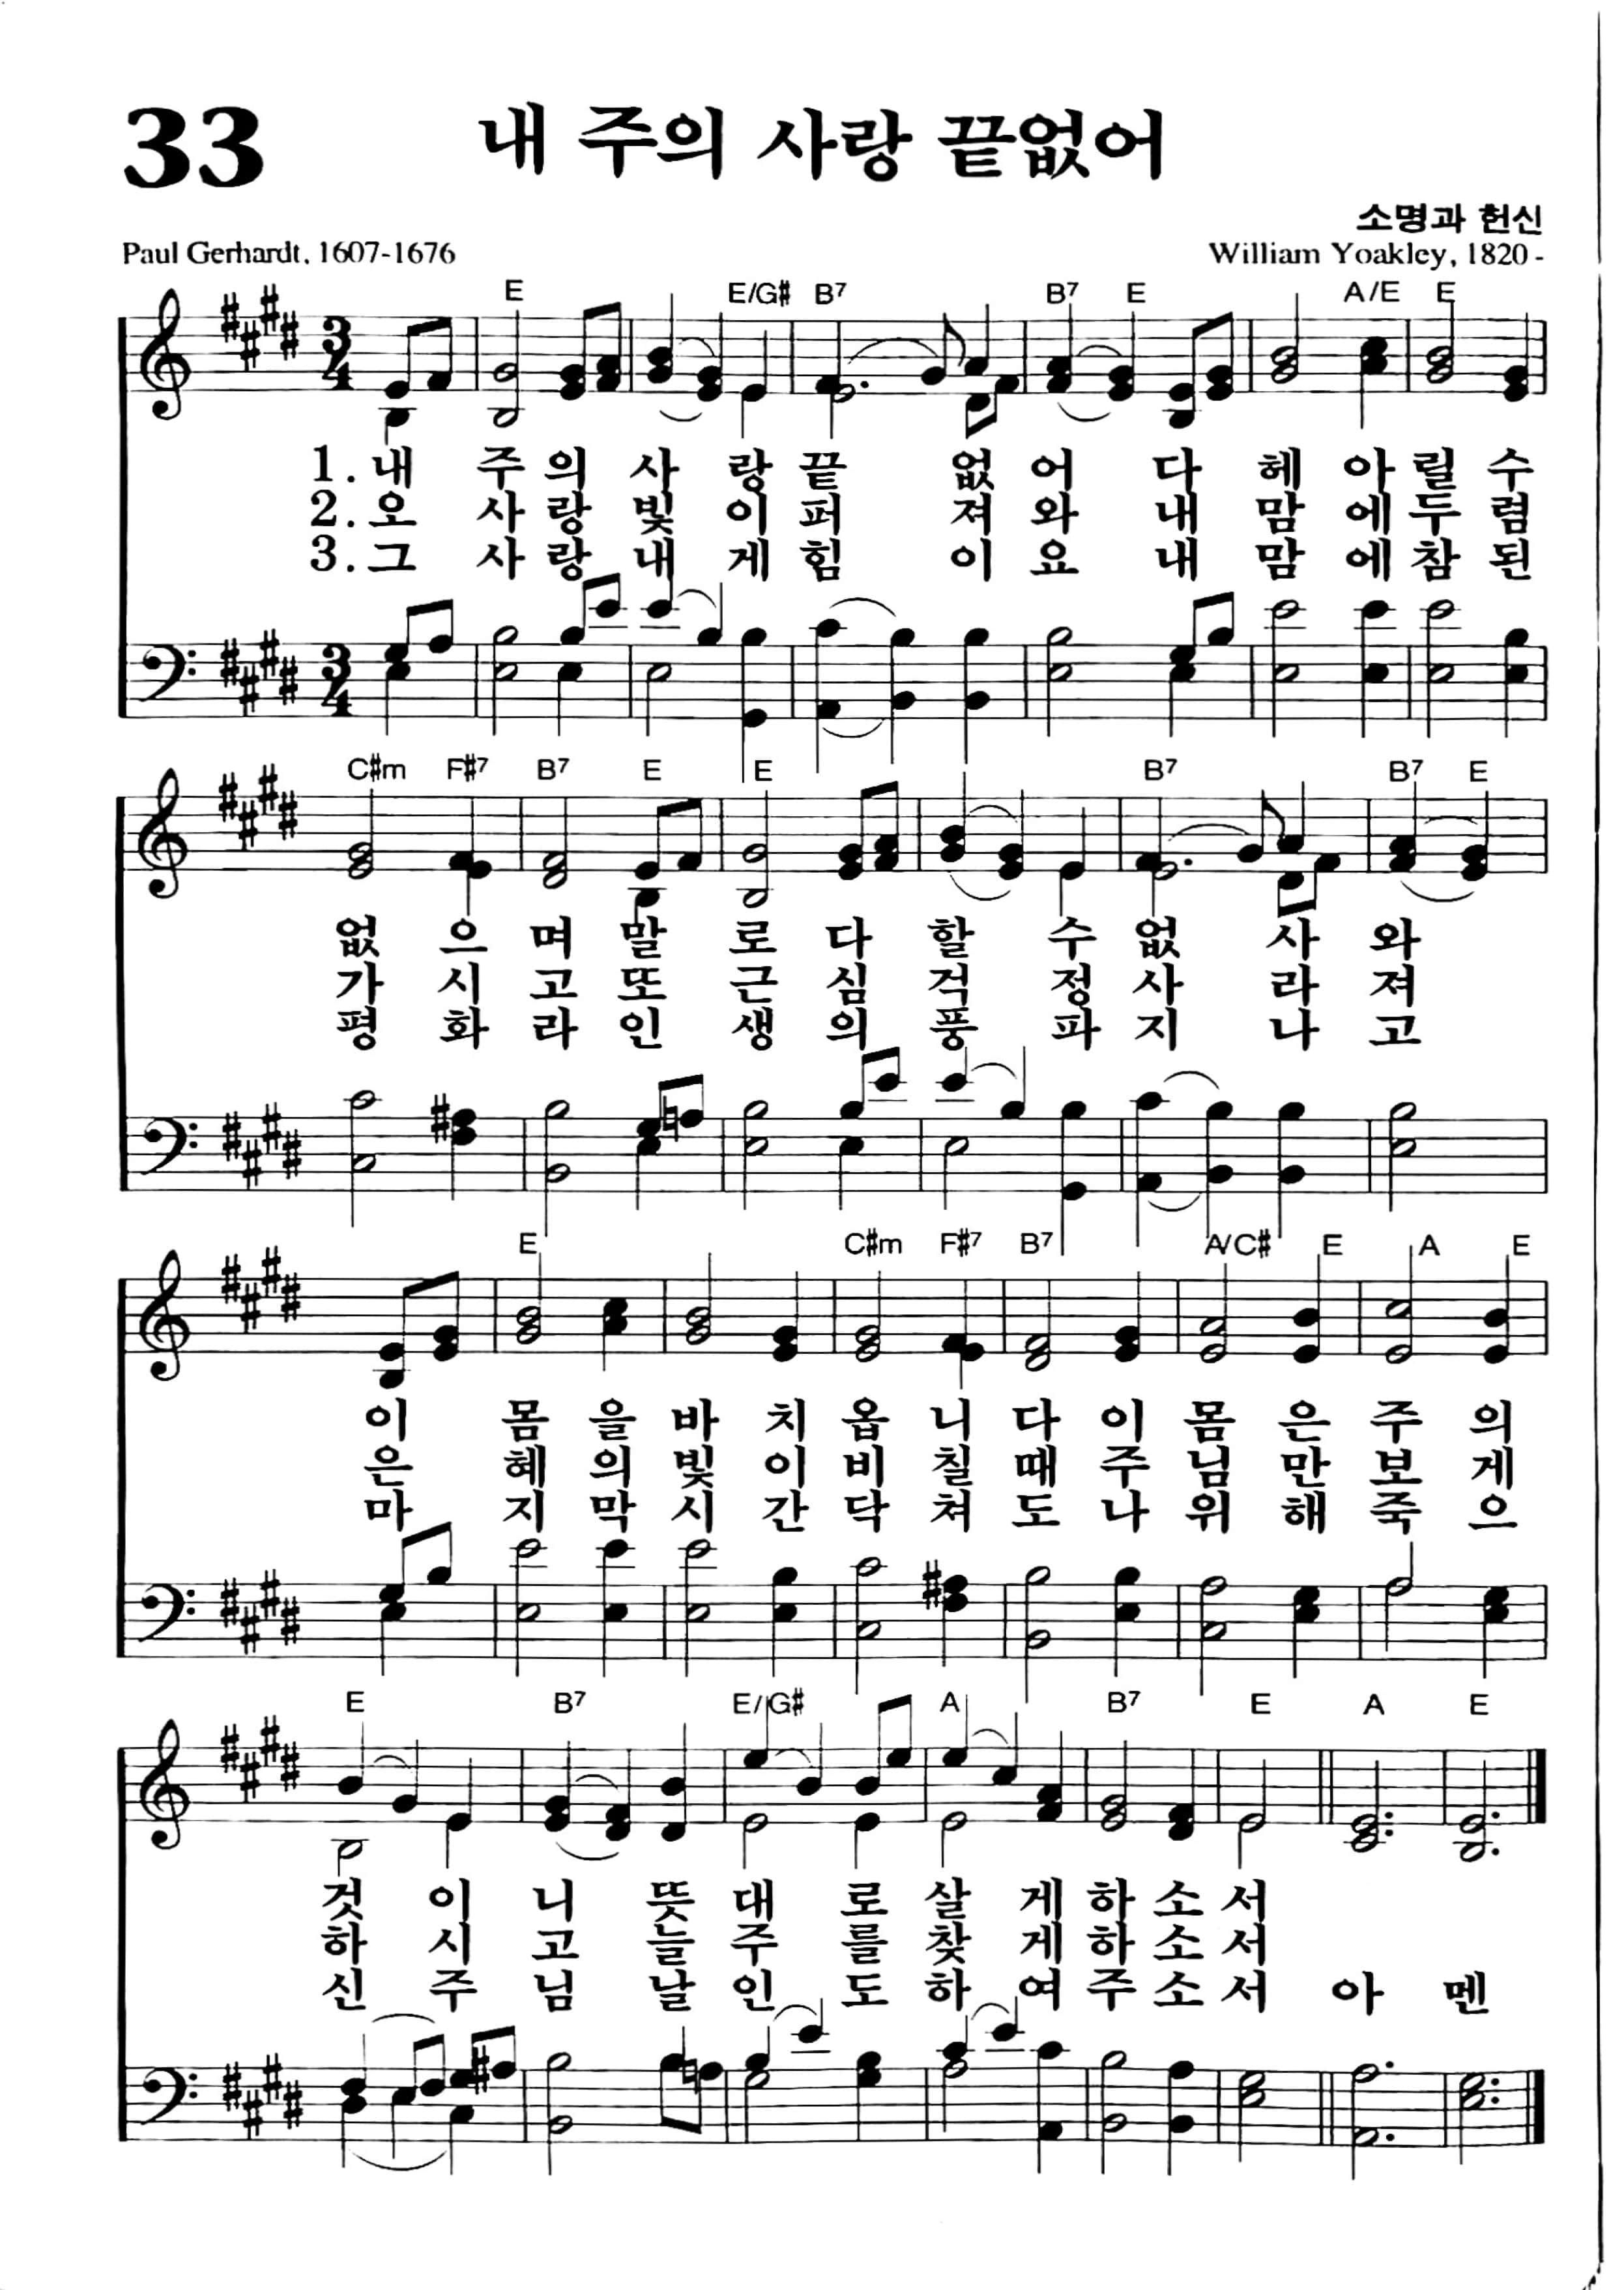 33
내 주의 사랑 끝없어
소명과 헌신
Paul Gerhardt, 1607-1676
William Yoakley, 1820 -
E E/G# B7 B7 E A/E E
3 4
1. 내 주 의 사 랑 끝 없 어 다 헤 아 릴 수
2. 오 사 랑 빛 이 퍼 져 와 내 맘 에 두 렴
3. 그 사 랑 내 게 힘 이 요 내 맘 에 참 된
3 4
C#m F#7 B7 E E B7 B7 E
없 으 며 말 로 다 할 수 없 사 와
가 시 고 또 근 심 걱 정 사 라 져
평 화 라 인 생 의 풍 파 지 나 고
E C#m F#7 B7 A/C# E A E
이 몸 을 바 치 옵 니 다 이 몸 은 주 의
은 혜 의 빛 이 비 칠 때 주 님 만 보 게
마 지 막 시 간 닥 쳐 도 나 위 해 죽 으
E B7 E/G# A B7 E A E
것 이 니 뜻 대 로 살 게 하 소 서
하 시 고 늘 주 를 찾 게 하 소 서
신 주 님 날 인 도 하 여 주 소 서 아 멘